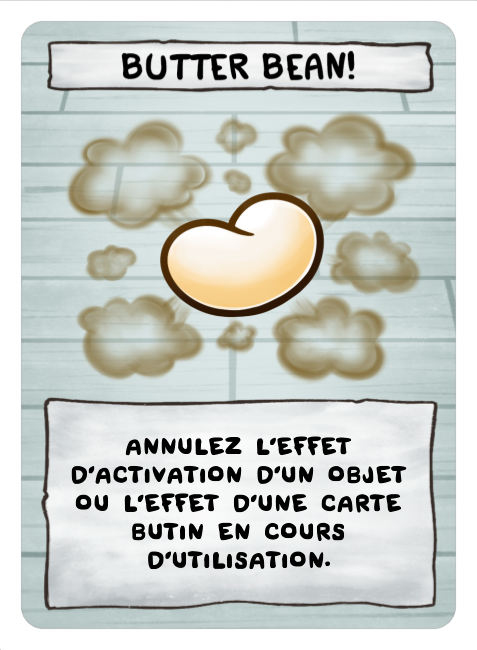 BUTTER BEAN!
ANNULEZ L'EFFET
D'ACTIVATION D'UN OBJET
OU L'EFFET D'UNE CARTE
BUTIN EN COURS
D'UTILISATION.